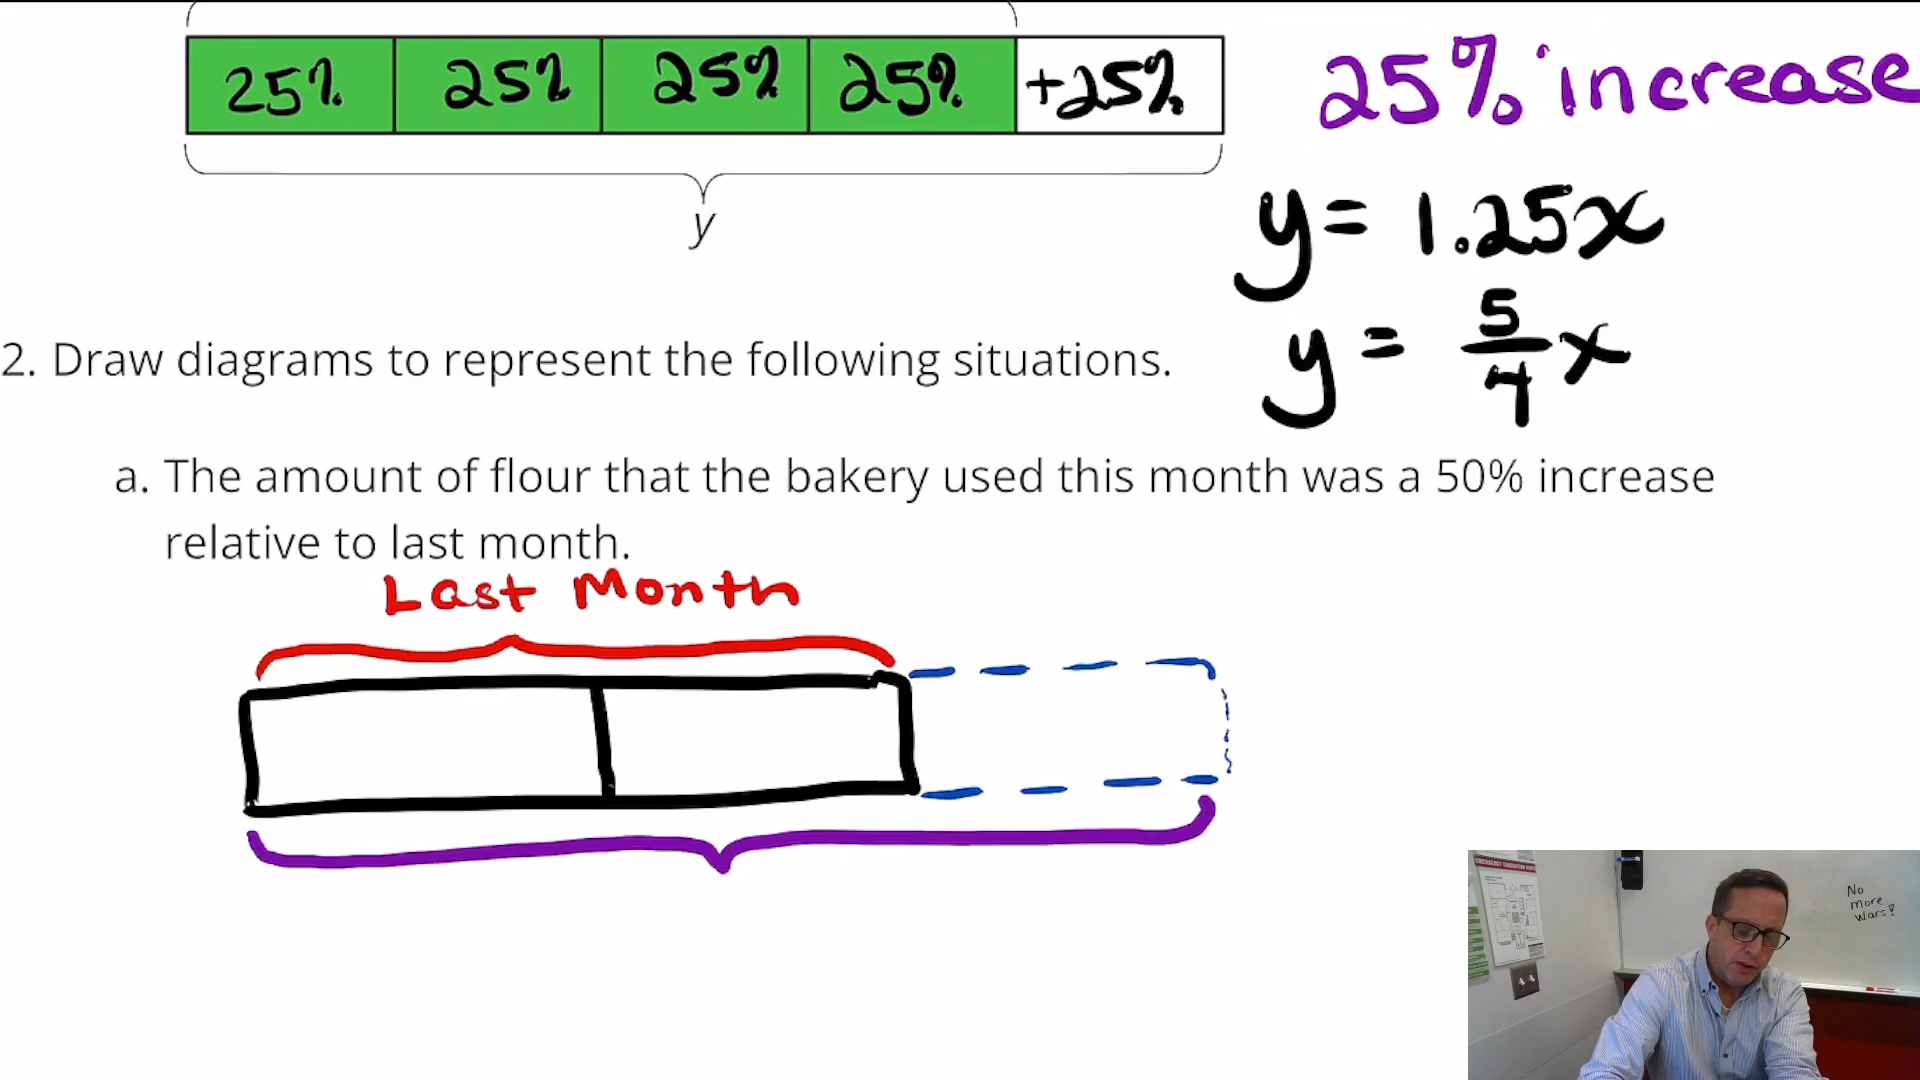 25% 25% 25% 25% +25%
25% increase
y
y = 1.25x
y = 5/4 x
2. Draw diagrams to represent the following situations.
a. The amount of flour that the bakery used this month was a 50% increase
relative to last month.
Last Month
No
More
Wars!